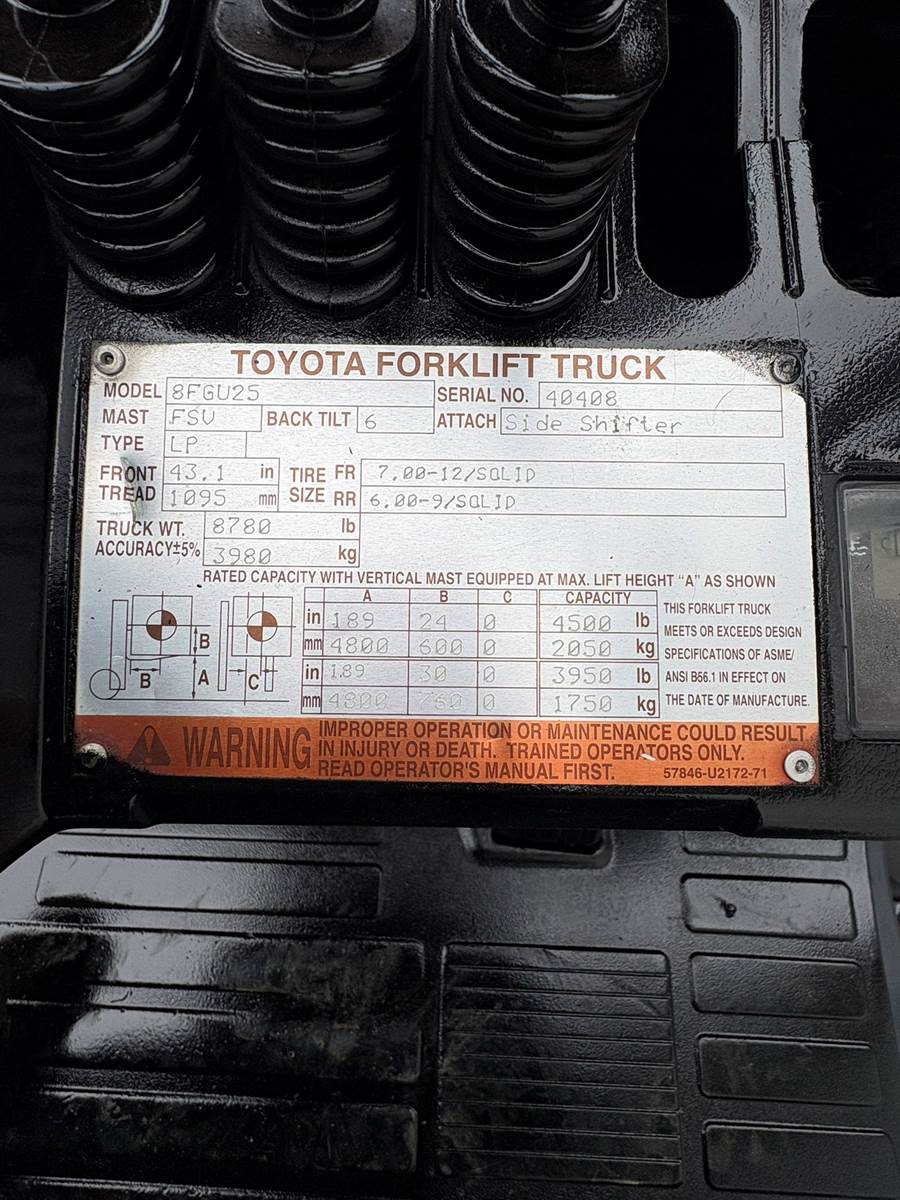 TOYOTA FORKLIFT TRUCK
MODEL 8FGU25 SERIAL NO. 40408
MAST FSV BACK TILT 6 ATTACH Side Shifter
TYPE LP
FRONT TREAD 43.1 in 1095 mm
TIRE SIZE FR 7.00-12/SOLID
RR 6.00-9/SOLID
TRUCK WT. 8780 lb
ACCURACY±5% 3980 kg
RATED CAPACITY WITH VERTICAL MAST EQUIPPED AT MAX. LIFT HEIGHT “A” AS SHOWN
A B C CAPACITY
in 189 24 0 4500 lb
mm 4800 600 0 2050 kg
in 189 30 0 3950 lb
mm 4800 760 0 1750 kg
B A B C
THIS FORKLIFT TRUCK
MEETS OR EXCEEDS DESIGN
SPECIFICATIONS OF ASME/
ANSI B56.1 IN EFFECT ON
THE DATE OF MANUFACTURE.
WARNING
IMPROPER OPERATION OR MAINTENANCE COULD RESULT
IN INJURY OR DEATH. TRAINED OPERATORS ONLY.
READ OPERATOR'S MANUAL FIRST. 57846-U2172-71